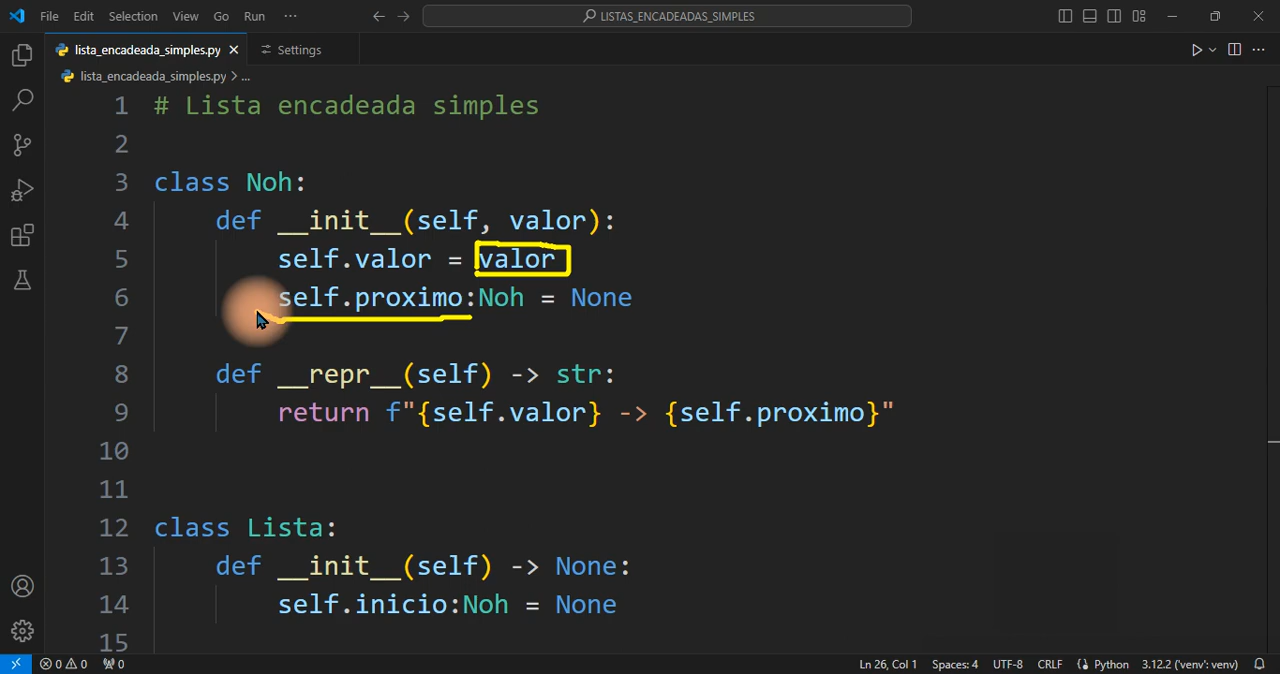 File Edit Selection View Go Run ··· LISTAS_ENCADEADAS_SIMPLES
lista_encadeada_simples.py Settings
lista_encadeada_simples.py > ...
1 # Lista encadeada simples
2
3 class Noh:
4 def __init__(self, valor):
5 self.valor = valor
6 self.proximo:Noh = None
7
8 def __repr__(self) -> str:
9 return f"{self.valor} -> {self.proximo}"
10
11
12 class Lista:
13 def __init__(self) -> None:
14 self.inicio:Noh = None
15
0 0 0 Ln 26, Col 1 Spaces: 4 UTF-8 CRLF Python 3.12.2 ('venv': venv)